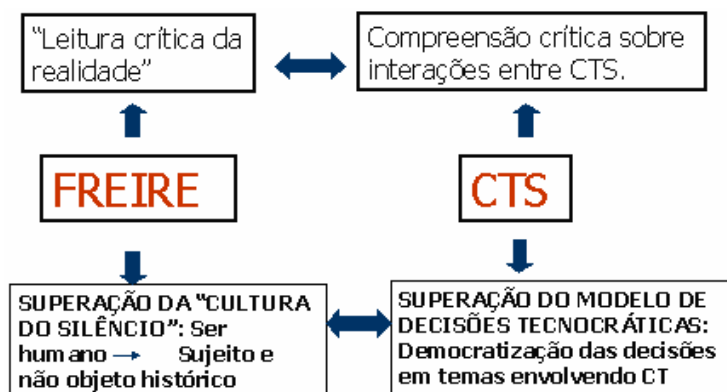 “Leitura crítica da
realidade”
Compreensão crítica sobre
interações entre CTS.
FREIRE
CTS
SUPERAÇÃO DA “CULTURA
DO SILÊNCIO”: Ser
humano → Sujeito e
não objeto histórico
SUPERAÇÃO DO MODELO DE
DECISÕES TECNOCRÁTICAS:
Democratização das decisões
em temas envolvendo CT